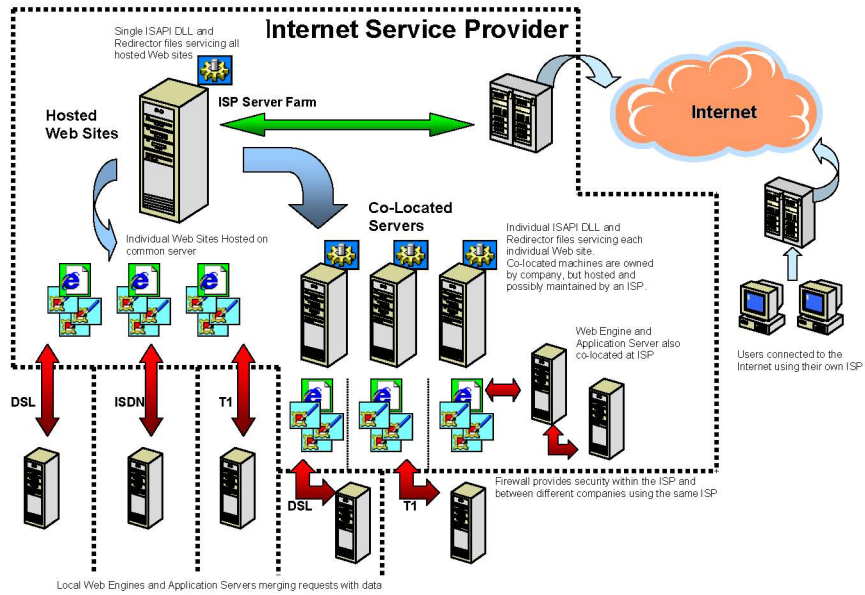 Internet Service Provider
Single ISAPI DLL and
Redirector files servicing all
hosted Web sites
ISP Server Farm
Hosted
Web Sites
Internet
Co-Located
Servers
Individual Web Sites Hosted on
common server
Individual ISAPI DLL and
Redirector files servicing each
individual Web site.
Co-located machines are owned
by company, but hosted and
possibly maintained by an ISP.
Web Engine and
Application Server also
co-located at ISP
Users connected to the
Internet using their own ISP
DSL
ISDN
T1
DSL
T1
Firewall provides security within the ISP and
between different companies using the same ISP
Local Web Engines and Application Servers merging requests with data